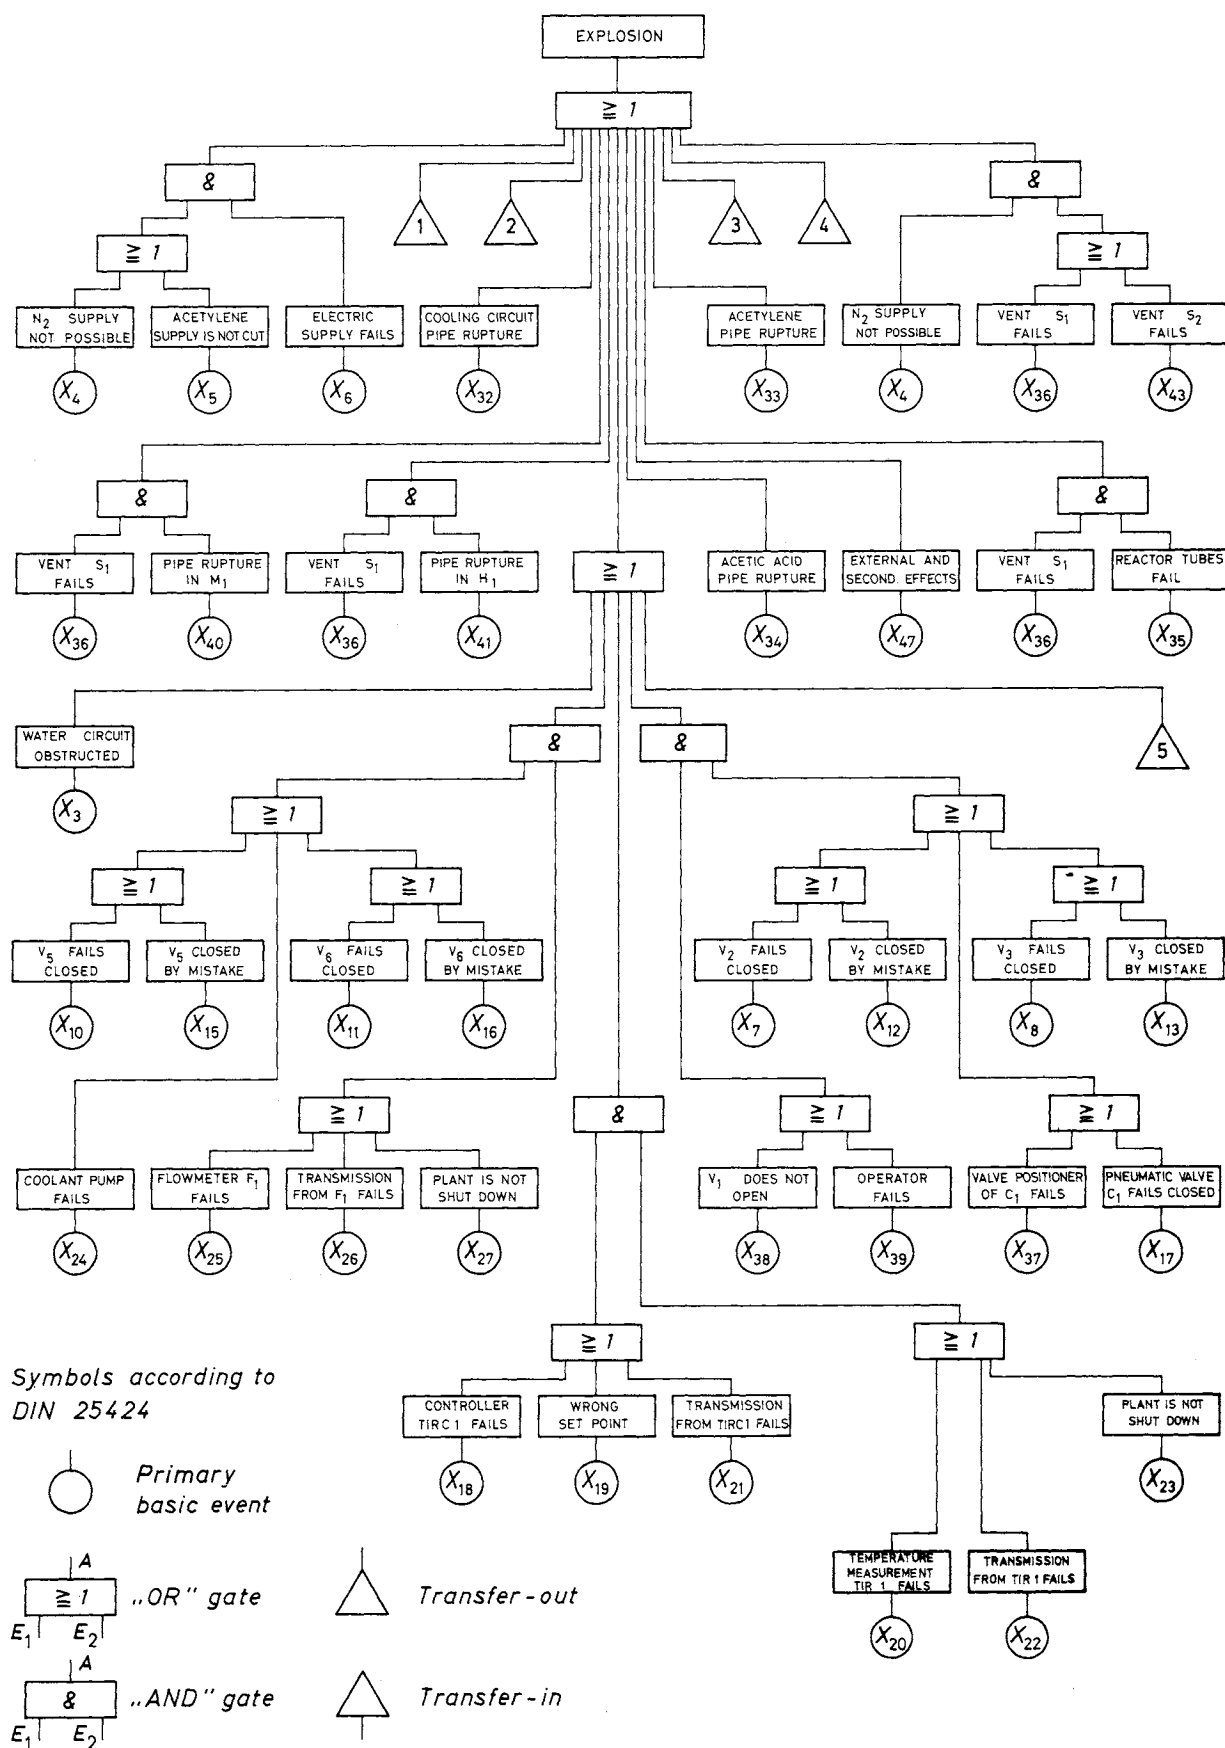 EXPLOSION
≧ 1
&
&
1
2
3
4
≧ 1
≧ 1
N2 SUPPLY
NOT POSSIBLE
ACETYLENE
SUPPLY IS NOT CUT
ELECTRIC
SUPPLY FAILS
COOLING CIRCUIT
PIPE RUPTURE
ACETYLENE
PIPE RUPTURE
N2 SUPPLY
NOT POSSIBLE
VENT S1
FAILS
VENT S2
FAILS
X4
X5
X6
X32
X33
X4
X36
X43
&
&
&
VENT S1
FAILS
PIPE RUPTURE
IN M1
VENT S1
FAILS
PIPE RUPTURE
IN H1
≧ 1
ACETIC ACID
PIPE RUPTURE
EXTERNAL AND
SECOND. EFFECTS
VENT S1
FAILS
REACTOR TUBES
FAIL
X36
X40
X36
X41
X34
X47
X36
X35
WATER CIRCUIT
OBSTRUCTED
&
&
5
X3
≧ 1
≧ 1
≧ 1
≧ 1
≧ 1
≧ 1
V5 FAILS
CLOSED
V5 CLOSED
BY MISTAKE
V6 FAILS
CLOSED
V6 CLOSED
BY MISTAKE
V2 FAILS
CLOSED
V2 CLOSED
BY MISTAKE
V3 FAILS
CLOSED
V3 CLOSED
BY MISTAKE
X10
X15
X11
X16
X7
X12
X8
X13
≧ 1
&
≧ 1
≧ 1
COOLANT PUMP
FAILS
FLOWMETER F1
FAILS
TRANSMISSION
FROM F1 FAILS
PLANT IS NOT
SHUT DOWN
V1 DOES NOT
OPEN
OPERATOR
FAILS
VALVE POSITIONER
OF C1 FAILS
PNEUMATIC VALVE
C1 FAILS CLOSED
X24
X25
X26
X27
X38
X39
X37
X17
≧ 1
≧ 1
CONTROLLER
TIRC 1 FAILS
WRONG
SET POINT
TRANSMISSION
FROM TIRC1 FAILS
PLANT IS NOT
SHUT DOWN
X18
X19
X21
X23
TEMPERATURE
MEASUREMENT
TIR 1 FAILS
TRANSMISSION
FROM TIR 1 FAILS
X20
X22
Symbols according to
DIN 25424
Primary
basic event
A
≧ 1
E1 E2
„OR" gate
Transfer-out
A
&
E1 E2
„AND" gate
Transfer-in